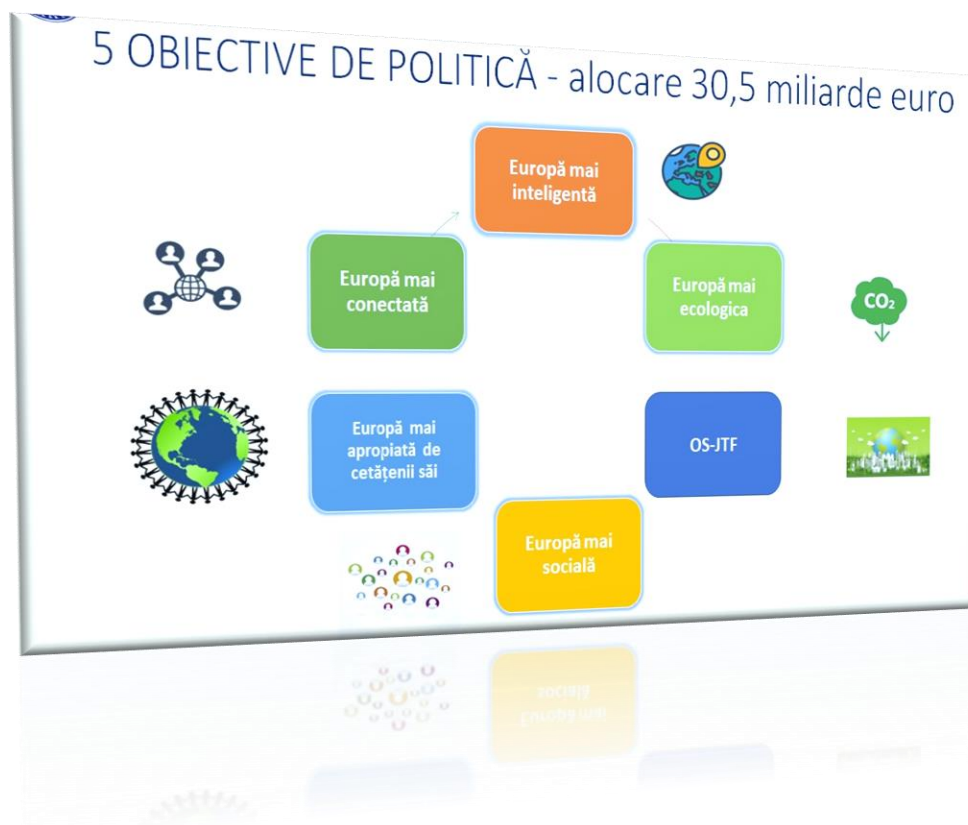 5 OBIECTIVE DE POLITICĂ - alocare 30,5 miliarde euro
Europă mai
inteligentă
Europă mai
conectată
Europă mai
ecologica
CO₂
Europă mai
apropiată de
cetățenii săi
OS-JTF
Europă mai
socială